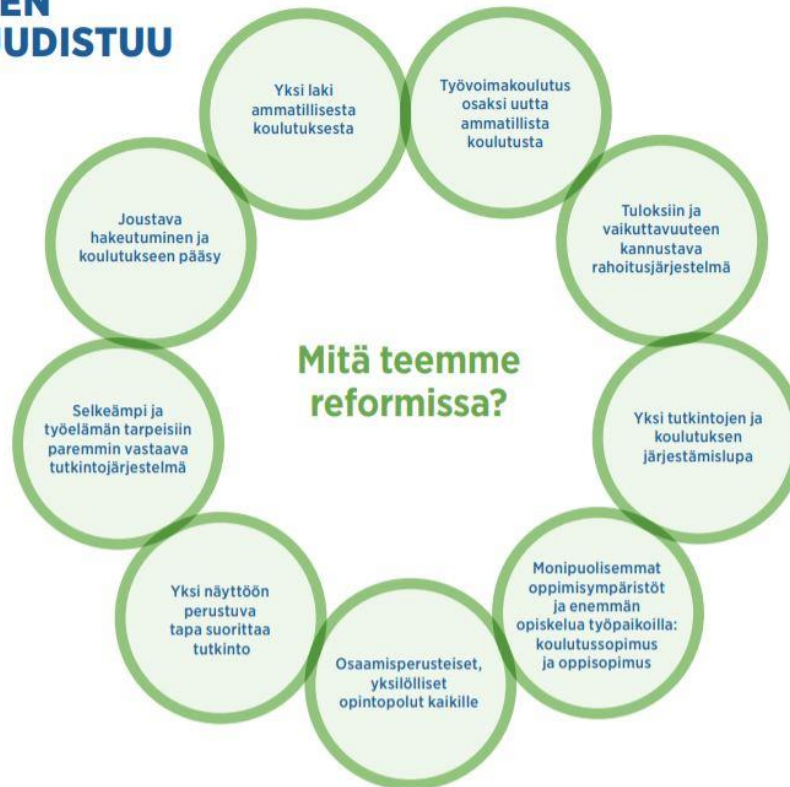 EN
UUDISTUU
Yksi laki
ammatillisesta
koulutuksesta
Työvoimakoulutus
osaksi uutta
ammatillista
koulutusta
Tuloksiin ja
vaikuttavuuteen
kannustava
rahoitusjärjestelmä
Yksi tutkintojen ja
koulutuksen
järjestämislupa
Monipuolisemmat
oppimisympäristöt
ja enemmän
opiskelua työpaikoilla:
koulutussopimus
ja oppisopimus
Osaamisperusteiset,
yksilölliset
opintopolut kaikille
Yksi näyttöön
perustuva
tapa suorittaa
tutkinto
Selkeämpi ja
työelämän tarpeisiin
paremmin vastaava
tutkintojärjestelmä
Joustava
hakeutuminen ja
koulutukseen pääsy
Mitä teemme
reformissa?